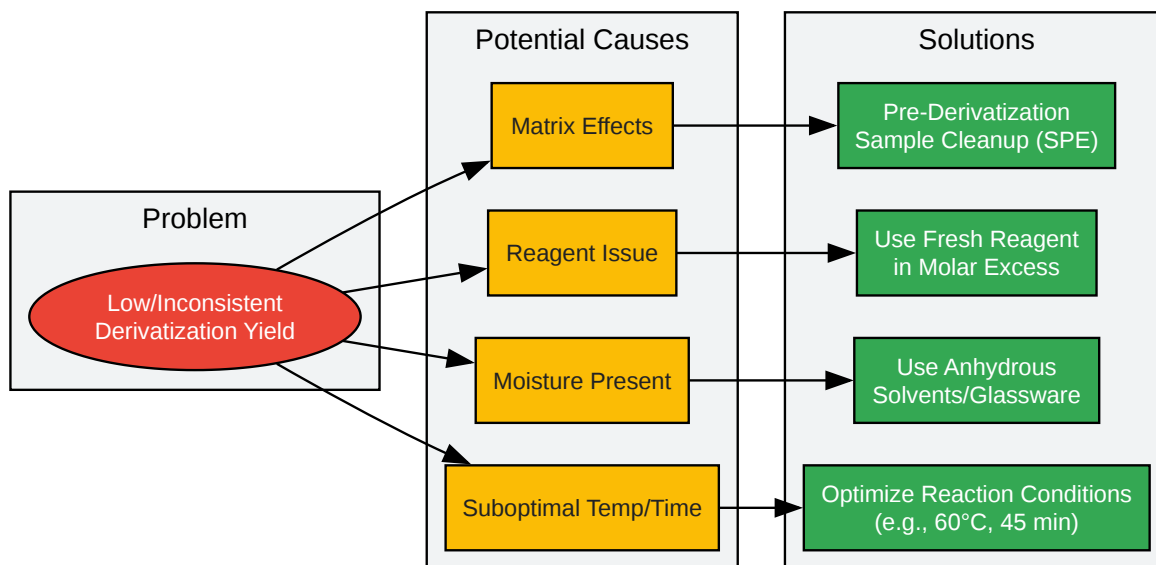 Problem
Low/Inconsistent
Derivatization Yield
Potential Causes
Matrix Effects
Reagent Issue
Moisture Present
Suboptimal Temp/Time
Solutions
Pre-Derivatization
Sample Cleanup (SPE)
Use Fresh Reagent
in Molar Excess
Use Anhydrous
Solvents/Glassware
Optimize Reaction Conditions
(e.g., 60°C, 45 min)